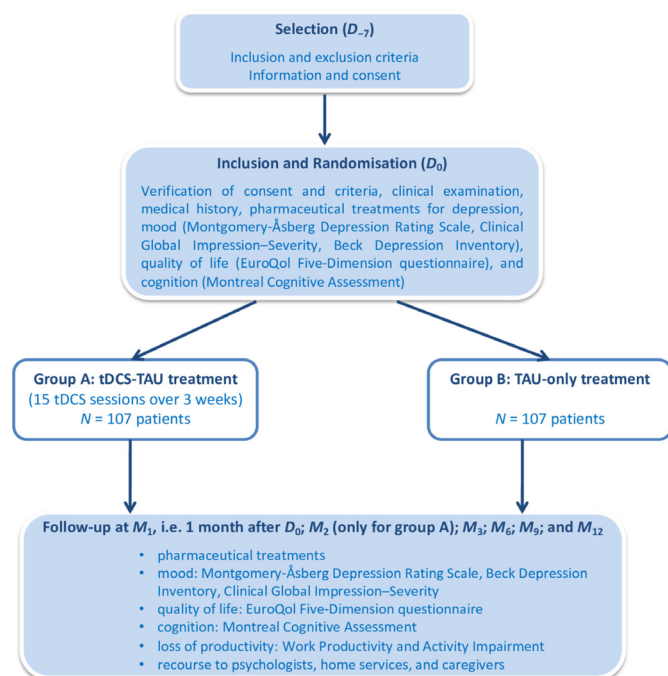 Selection (D₋₇)
Inclusion and exclusion criteria
Information and consent
Inclusion and Randomisation (D₀)
Verification of consent and criteria, clinical examination,
medical history, pharmaceutical treatments for depression,
mood (Montgomery-Åsberg Depression Rating Scale, Clinical
Global Impression–Severity, Beck Depression Inventory),
quality of life (EuroQol Five-Dimension questionnaire), and
cognition (Montreal Cognitive Assessment)
Group A: tDCS-TAU treatment
(15 tDCS sessions over 3 weeks)
N = 107 patients
Group B: TAU-only treatment
N = 107 patients
Follow-up at M₁, i.e. 1 month after D₀; M₂ (only for group A); M₃; M₆; M₉; and M₁₂
• pharmaceutical treatments
• mood: Montgomery-Åsberg Depression Rating Scale, Beck Depression
Inventory, Clinical Global Impression–Severity
• quality of life: EuroQol Five-Dimension questionnaire
• cognition: Montreal Cognitive Assessment
• loss of productivity: Work Productivity and Activity Impairment
• recourse to psychologists, home services, and caregivers